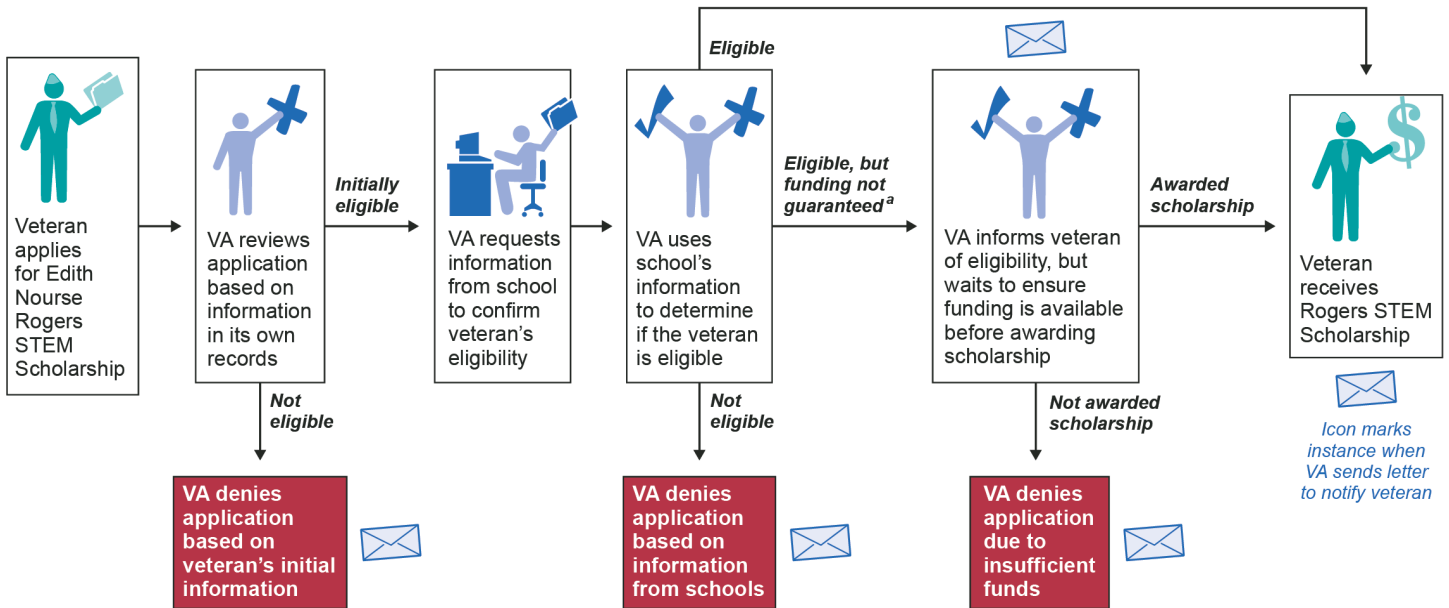 Veteran
applies
for Edith
Nourse
Rogers
STEM
Scholarship
VA reviews
application
based on
information
in its own
records
Initially
eligible
Not
eligible
VA denies
application
based on
veteran's initial
information
VA requests
information
from school
to confirm
veteran's
eligibility
VA uses
school's
information
to determine
if the veteran
is eligible
Eligible
Eligible, but
funding not
guaranteed a
Not
eligible
VA denies
application
based on
information
from schools
VA informs veteran
of eligibility, but
waits to ensure
funding is available
before awarding
scholarship
Awarded
scholarship
Not awarded
scholarship
VA denies
application
due to
insufficient
funds
$
Veteran
receives
Rogers STEM
Scholarship
Icon marks
instance when
VA sends letter
to notify veteran